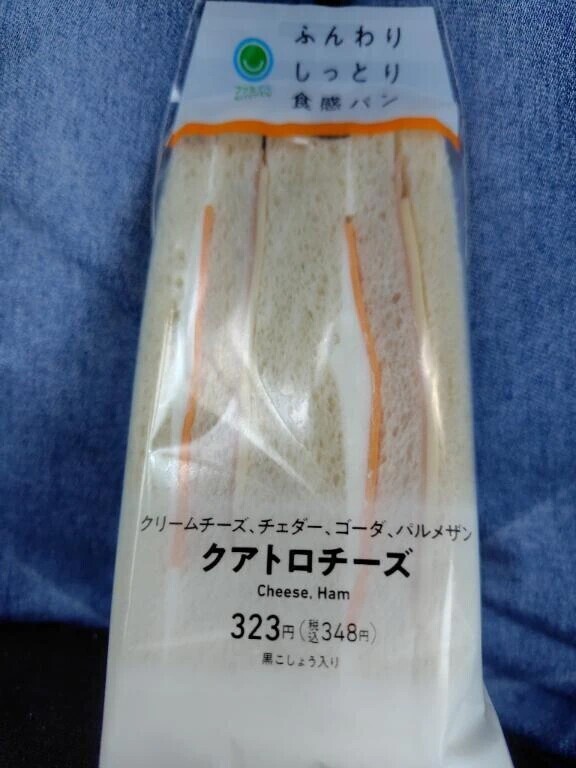 ふんわり
しっとり
食感パン
クリームチーズ、チェダー、ゴーダ、パルメザン
クアトロチーズ
Cheese, Ham
323円(税込348円)
黒こしょう入り